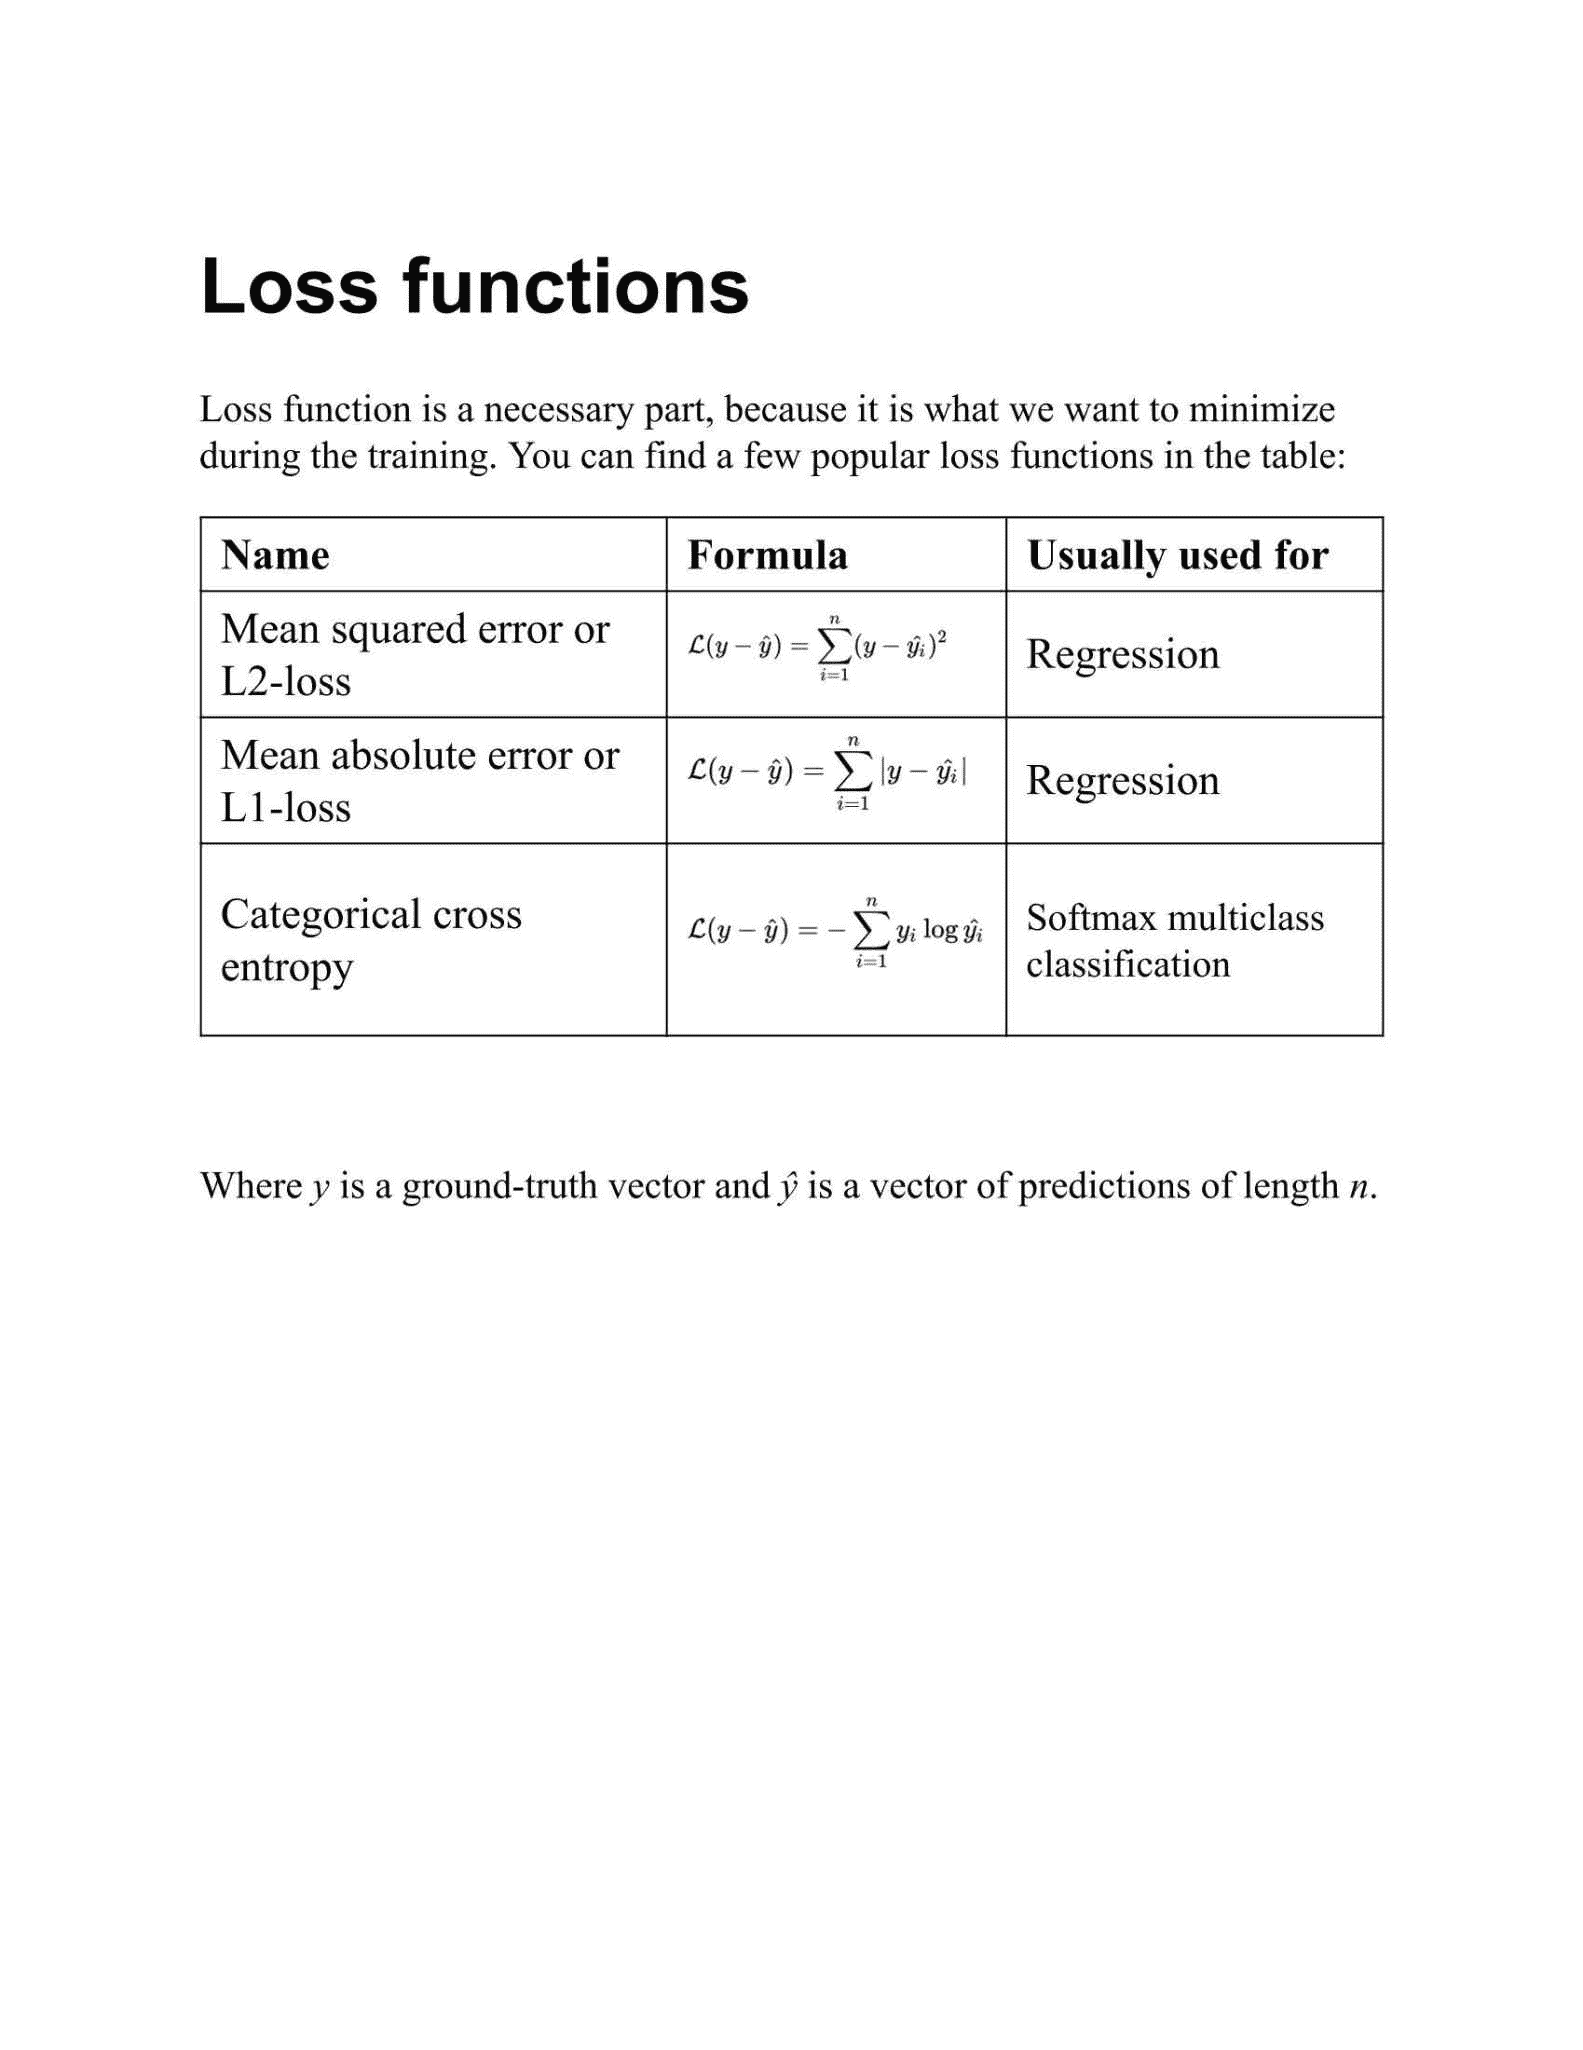 Loss functions
Loss function is a necessary part, because it is what we want to minimize
during the training. You can find a few popular loss functions in the table:
Name Formula Usually used for
Mean squared error or
L2-loss
ℒ(y − ŷ) = ∑_{i=1}^{n} (y − ŷ_i)²
Regression
Mean absolute error or
L1-loss
ℒ(y − ŷ) = ∑_{i=1}^{n} |y − ŷ_i|
Regression
Categorical cross
entropy
ℒ(y − ŷ) = − ∑_{i=1}^{n} y_i log ŷ_i
Softmax multiclass
classification
Where y is a ground-truth vector and ŷ is a vector of predictions of length n.